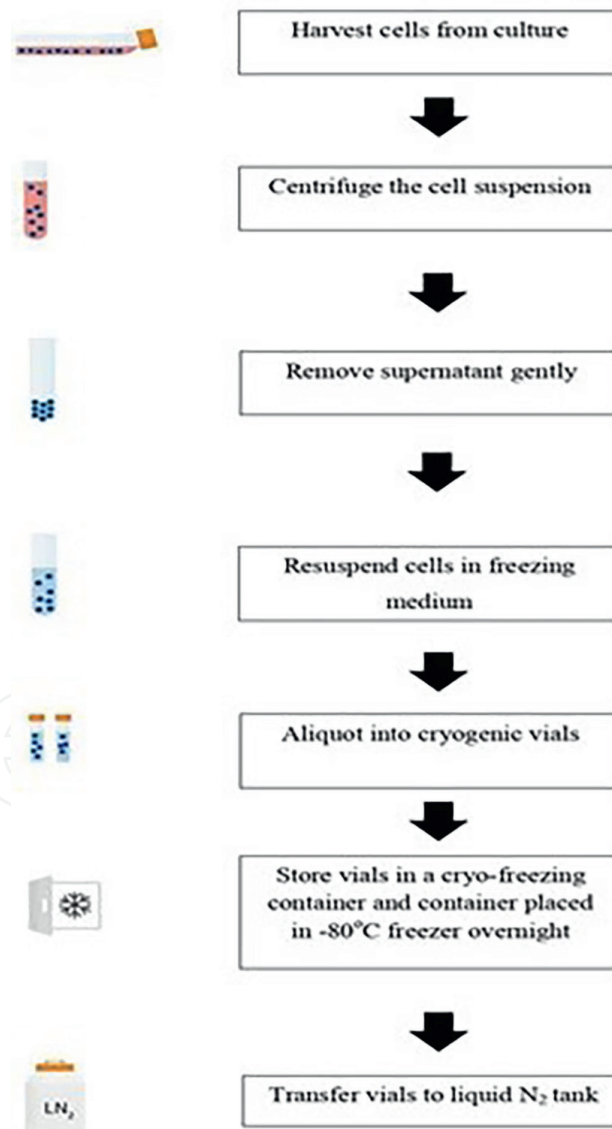 Harvest cells from culture
Centrifuge the cell suspension
Remove supernatant gently
Resuspend cells in freezing
medium
Aliquot into cryogenic vials
Store vials in a cryo-freezing
container and container placed
in -80°C freezer overnight
Transfer vials to liquid N₂ tank
LN₂